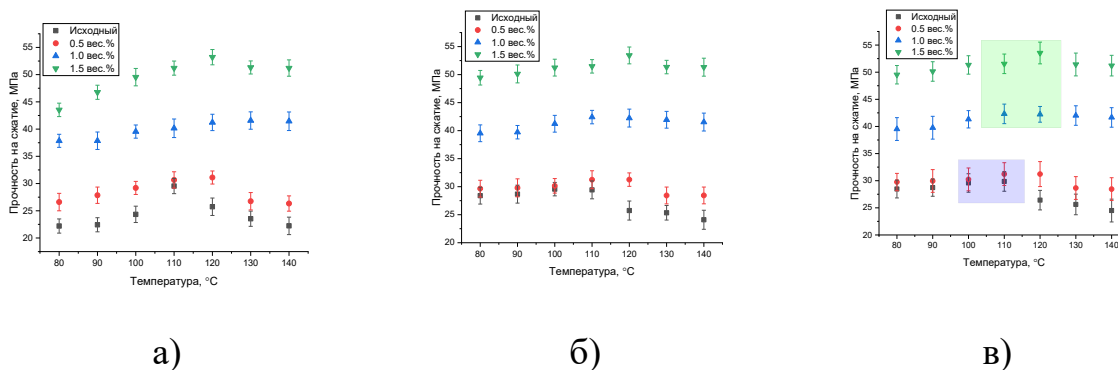 Исходный
0.5 вес.%
1.0 вес.%
1.5 вес.%
Прочность на сжатие, МПа
55
50
45
40
35
30
25
20
80 90 100 110 120 130 140
Температура, °C
а)
Исходный
0.5 вес.%
1.0 вес.%
1.5 вес.%
Прочность на сжатие, МПа
55
50
45
40
35
30
25
20
80 90 100 110 120 130 140
Температура, °C
б)
Исходный
0.5 вес.%
1.0 вес.%
1.5 вес.%
Прочность на сжатие, МПа
55
50
45
40
35
30
25
20
80 90 100 110 120 130 140
Температура, °C
в)